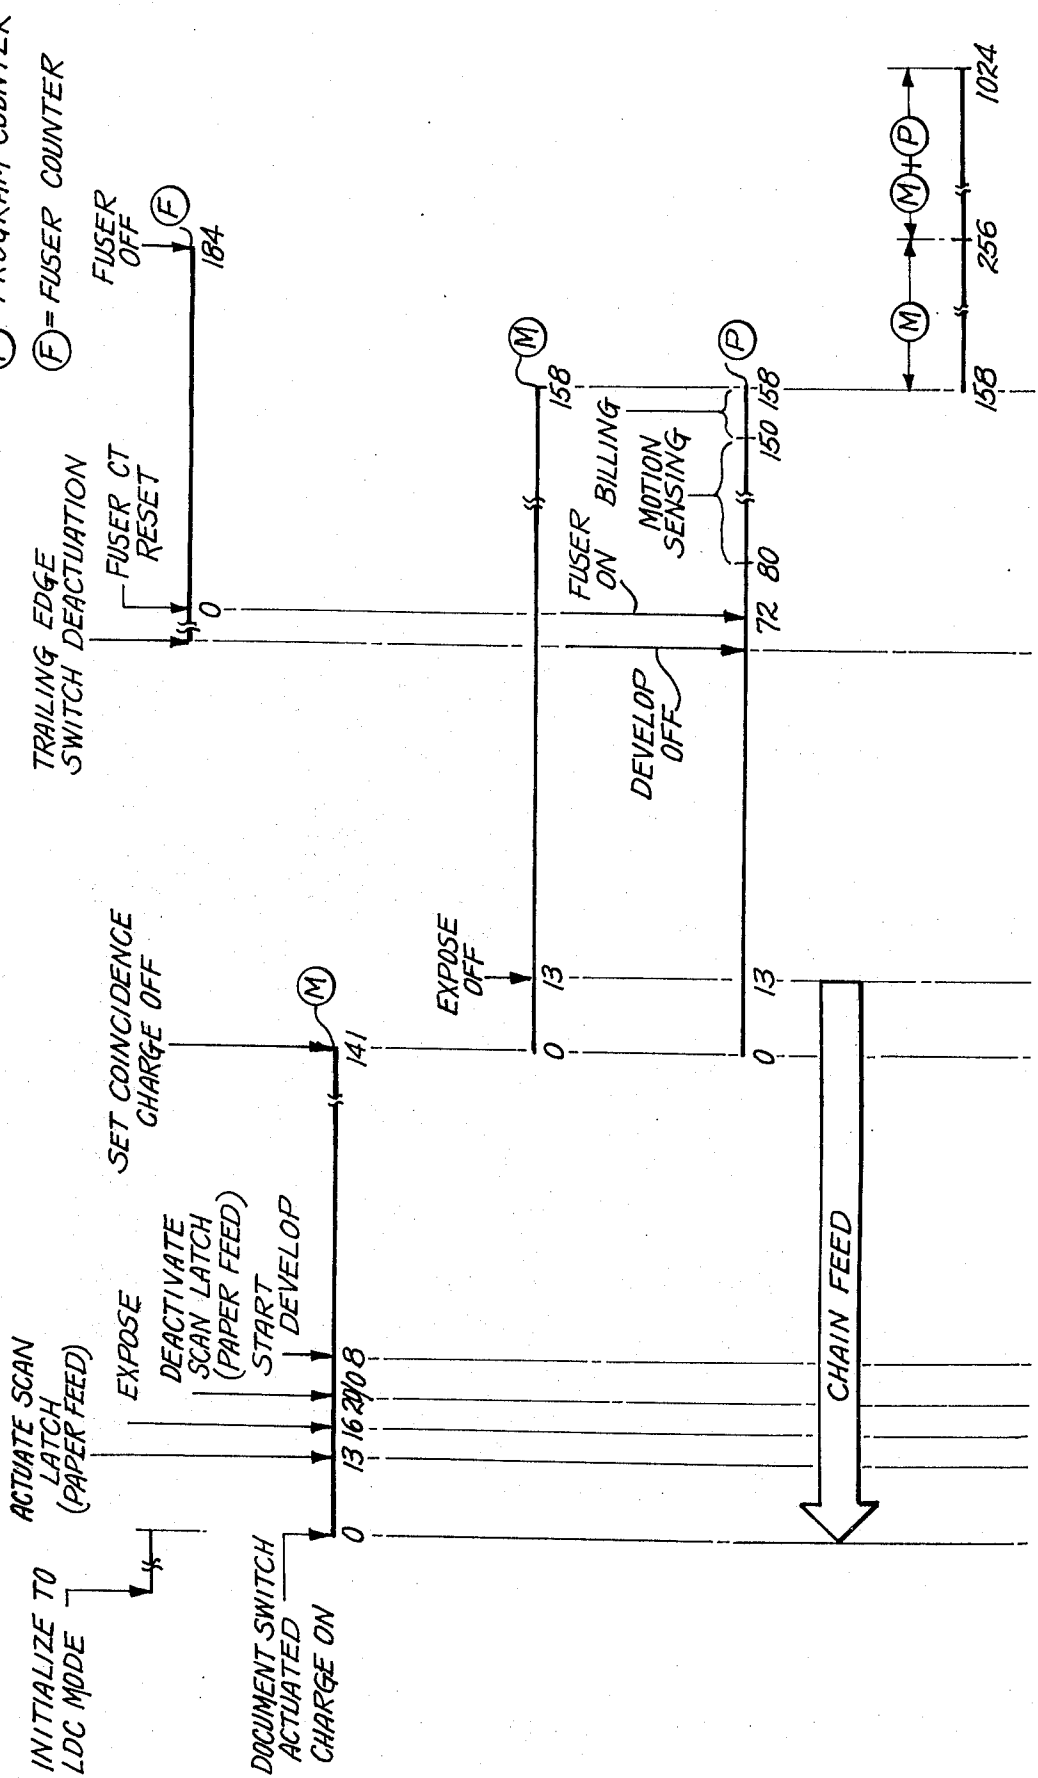 PROGRAM COUNTER
(F) = FUSER COUNTER
INITIALIZE TO
LDC MODE
ACTUATE SCAN
LATCH
(PAPER FEED)
EXPOSE
DEACTIVATE
SCAN LATCH
(PAPER FEED)
START
DEVELOP
SET COINCIDENCE
CHARGE OFF
TRAILING EDGE
SWITCH DEACTUATION
FUSER CT
RESET
FUSER
OFF
(F)
0
184
DOCUMENT SWITCH
ACTUATED
CHARGE ON
(M)
0 13 16 20/0 8 141
EXPOSE
OFF
(M)
0 13 158
DEVELOP
OFF
FUSER
ON
BILLING
MOTION
SENSING
(P)
0 13 72 80 150 158
CHAIN FEED
(M) (M)+(P)
158 256 1024